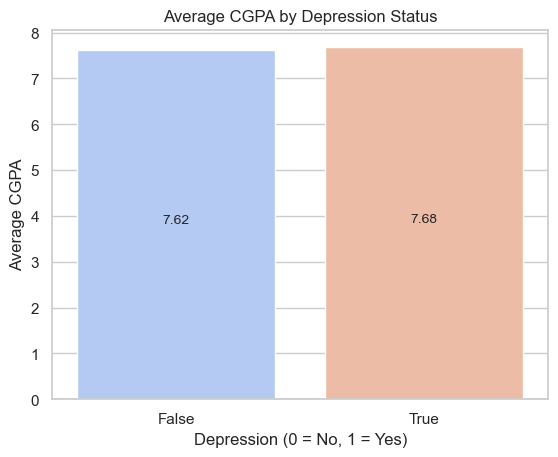 Average CGPA by Depression Status
Average CGPA
8
7
6
5
4
3
2
1
0
7.62
7.68
False
True
Depression (0 = No, 1 = Yes)